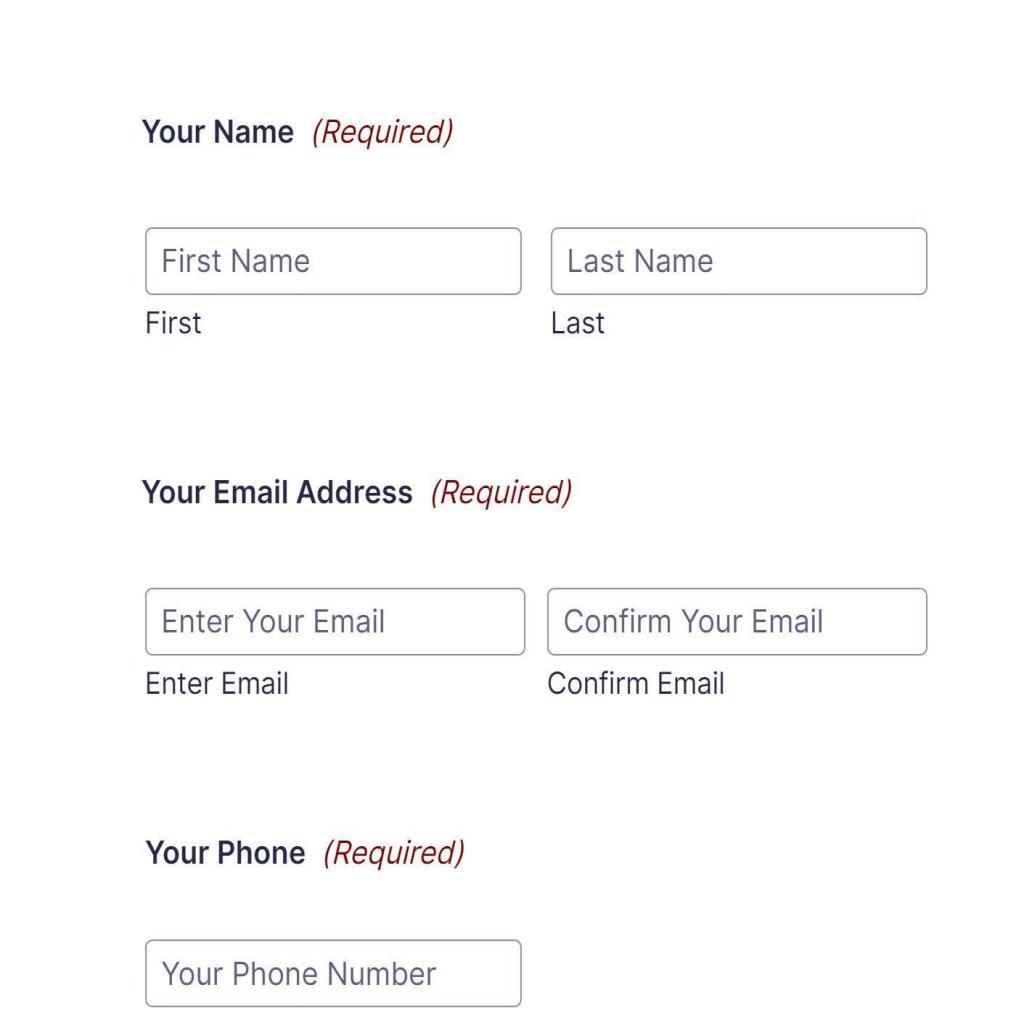 Your Name (Required)
First Name Last Name
First Last
Your Email Address (Required)
Enter Your Email Confirm Your Email
Enter Email Confirm Email
Your Phone (Required)
Your Phone Number